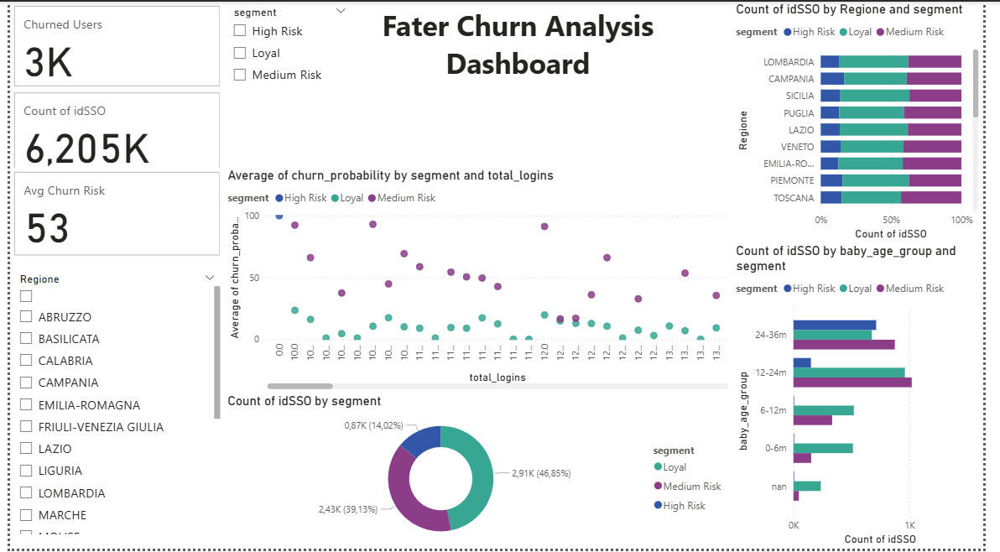 Churned Users
3K
Count of idSSO
6,205K
Avg Churn Risk
53
Regione
ABRUZZO
BASILICATA
CALABRIA
CAMPANIA
EMILIA-ROMAGNA
FRIULI-VENEZIA GIULIA
LAZIO
LIGURIA
LOMBARDIA
MARCHE
segment
High Risk
Loyal
Medium Risk
Fater Churn Analysis
Dashboard
Average of churn_probability by segment and total_logins
segment High Risk Loyal Medium Risk
Average of churn_proba...
100
50
0
0.0
10.0
10...
10...
10...
10...
10...
10...
10...
11...
11...
11...
11...
11...
11...
11...
11...
12.0
12...
12...
12...
12...
12...
12...
12...
13...
13...
13...
13...
total_logins
Count of idSSO by segment
0,87K (14,02%)
2,91K (46,85%)
2,43K (39,13%)
segment
Loyal
Medium Risk
High Risk
Count of idSSO by Regione and segment
segment High Risk Loyal Medium Risk
Regione
LOMBARDIA
CAMPANIA
SICILIA
PUGLIA
LAZIO
VENETO
EMILIA-RO...
PIEMONTE
TOSCANA
0% 50% 100%
Count of idSSO
Count of idSSO by baby_age_group and
segment
segment High Risk Loyal Medium Risk
baby_age_group
24-36m
12-24m
6-12m
0-6m
nan
0K 1K
Count of idSSO